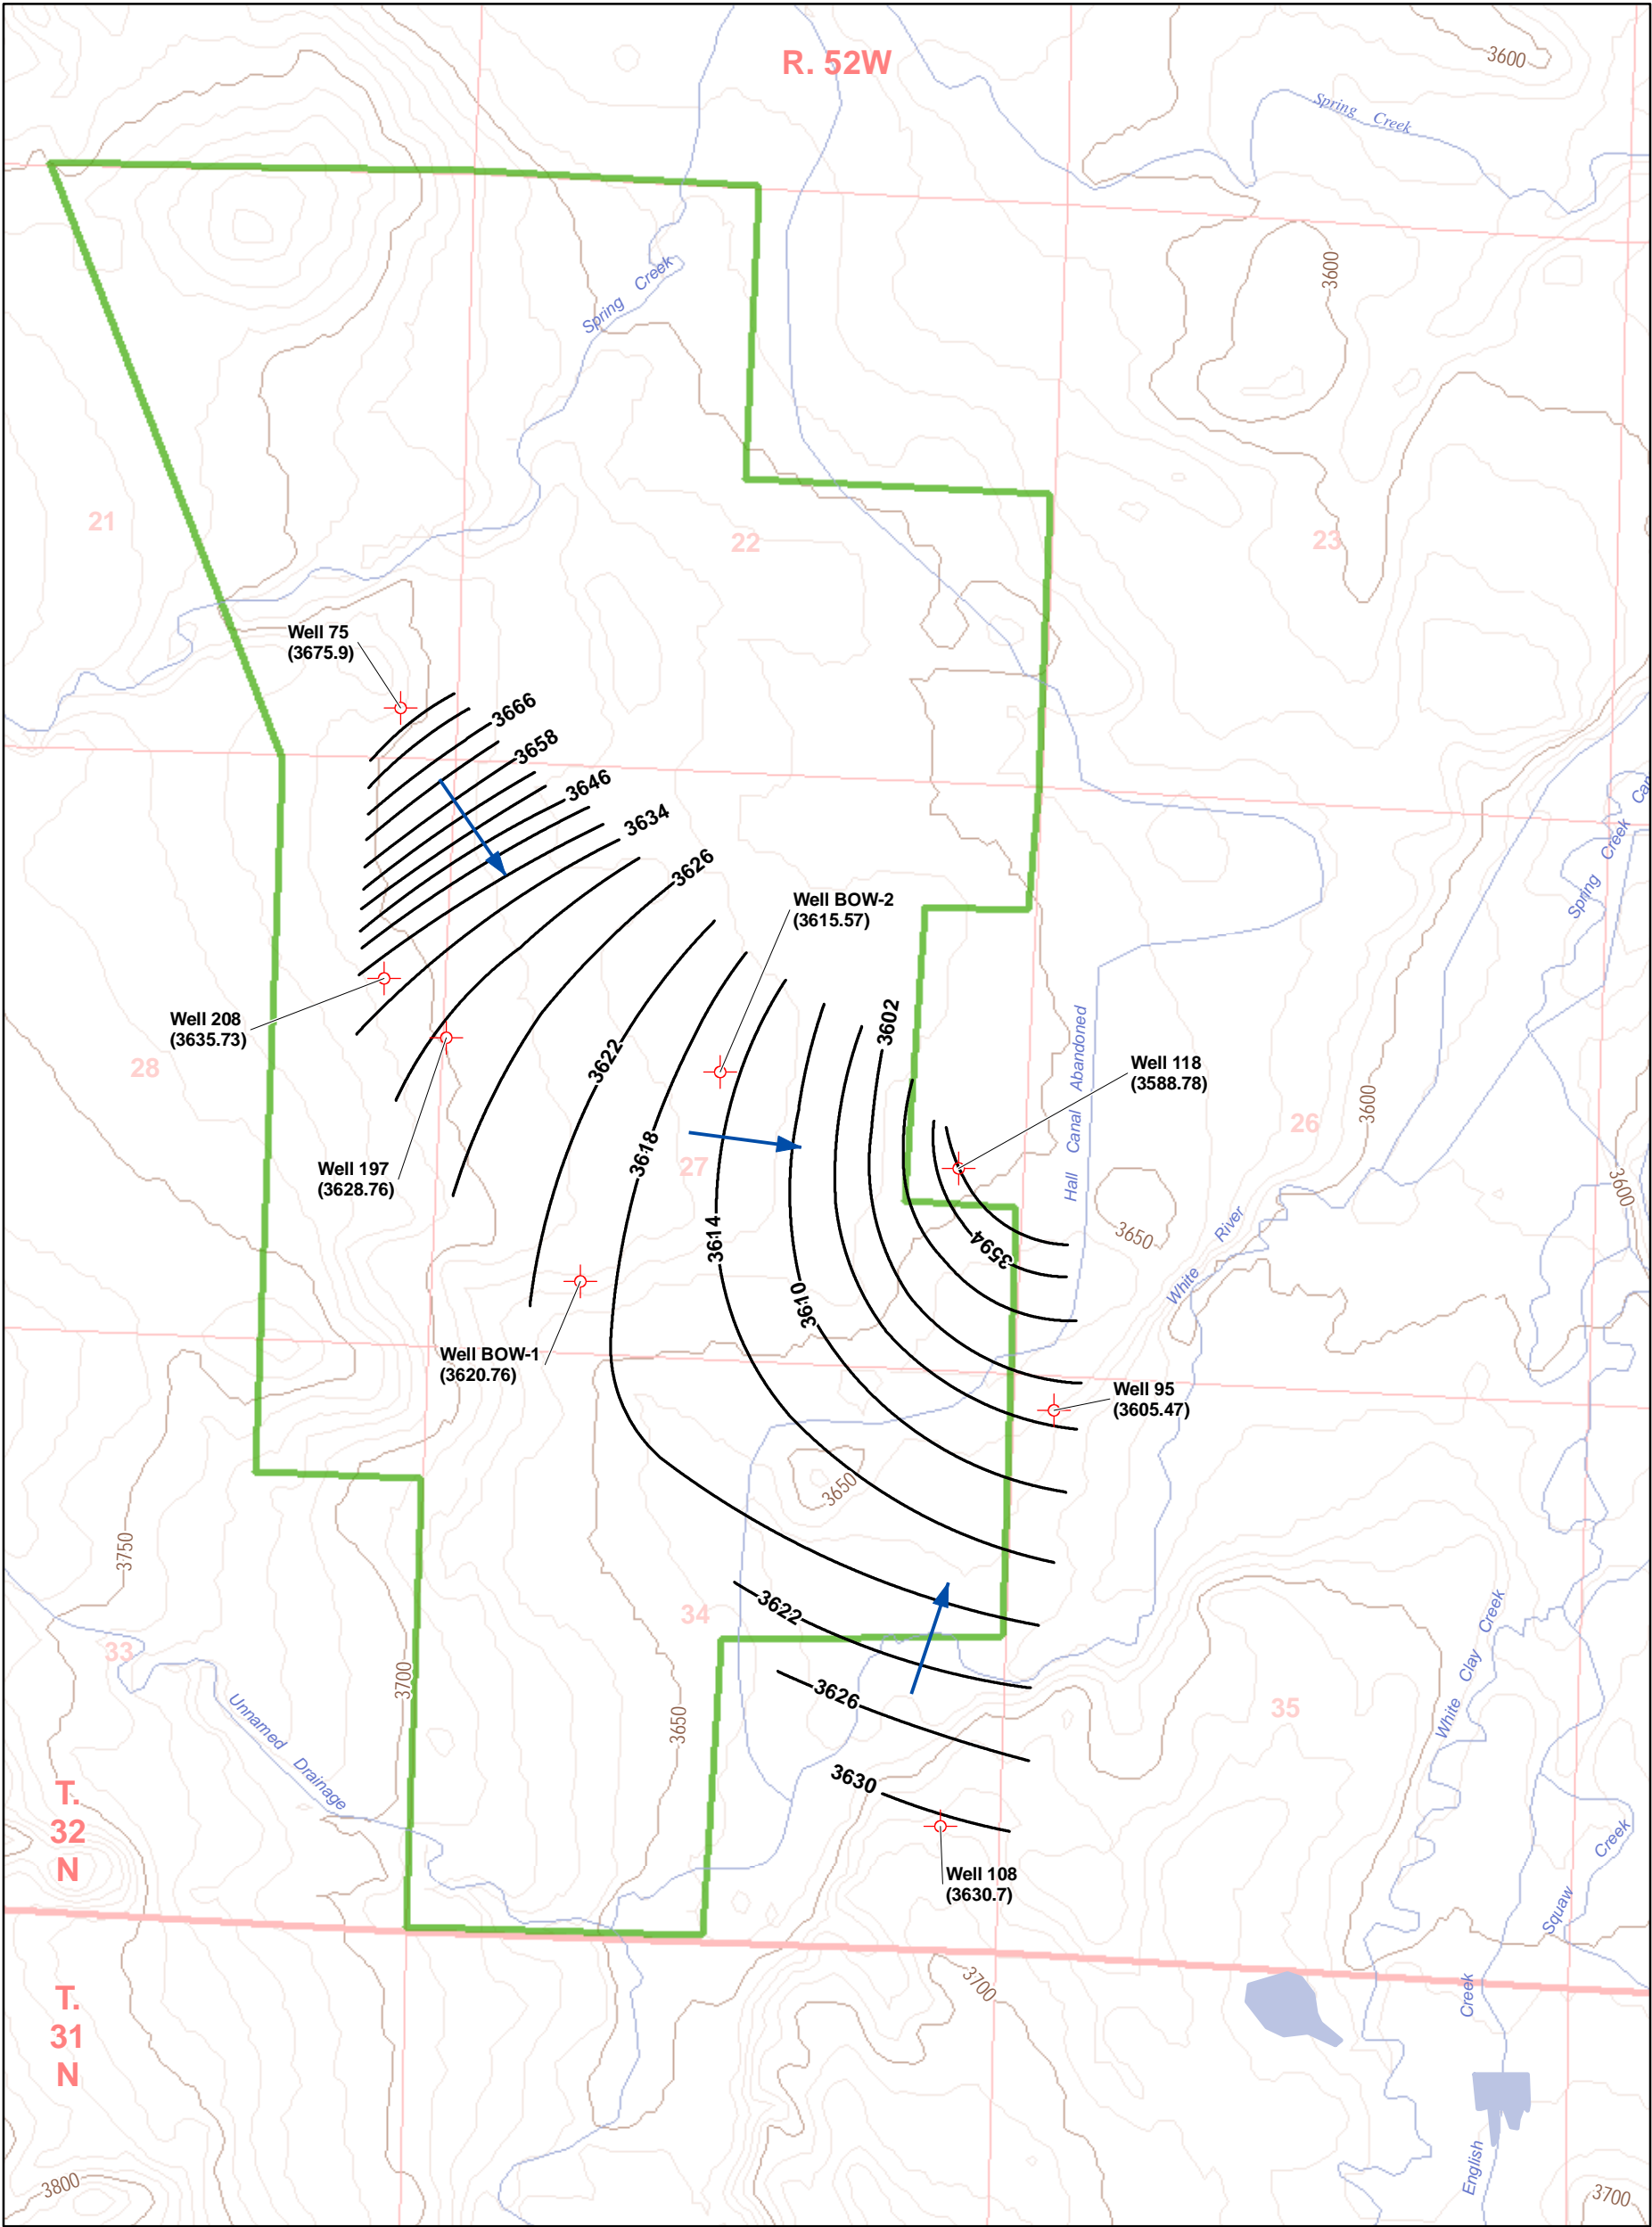 R. 52W
3600
Spring Creek
3600
Spring Creek
21
22
23
Well 75
(3675.9)
3666
3658
3646
3634
3626
Well BOW-2
(3615.57)
Spring Creek
3602
Well 208
(3635.73)
28
3622
Hall Canal Abandoned
Well 118
(3588.78)
3600
26
3618
27
Well 197
(3628.76)
3600
3614
3594
3650
White River
3610
Well BOW-1
(3620.76)
Well 95
(3605.47)
3650
3750
3622
34
33
3700
3626
3650
35
White Clay Creek
Unnamed Drainage
3630
T.
32
N
Well 108
(3630.7)
Creek
Squaw
3700
Creek
T.
31
N
English
3800
3700